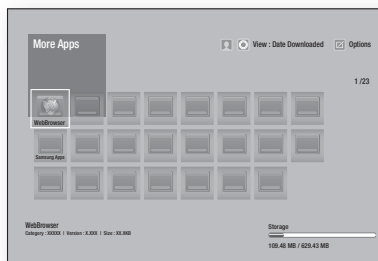 More Apps
View : Date Downloaded
Options
1 /23
WebBrowser
Samsung Apps
WebBrowser
Category : XXXXX I Version : X.XXX I Size : XX.XKB
Storage
109.48 MB / 629.43 MB